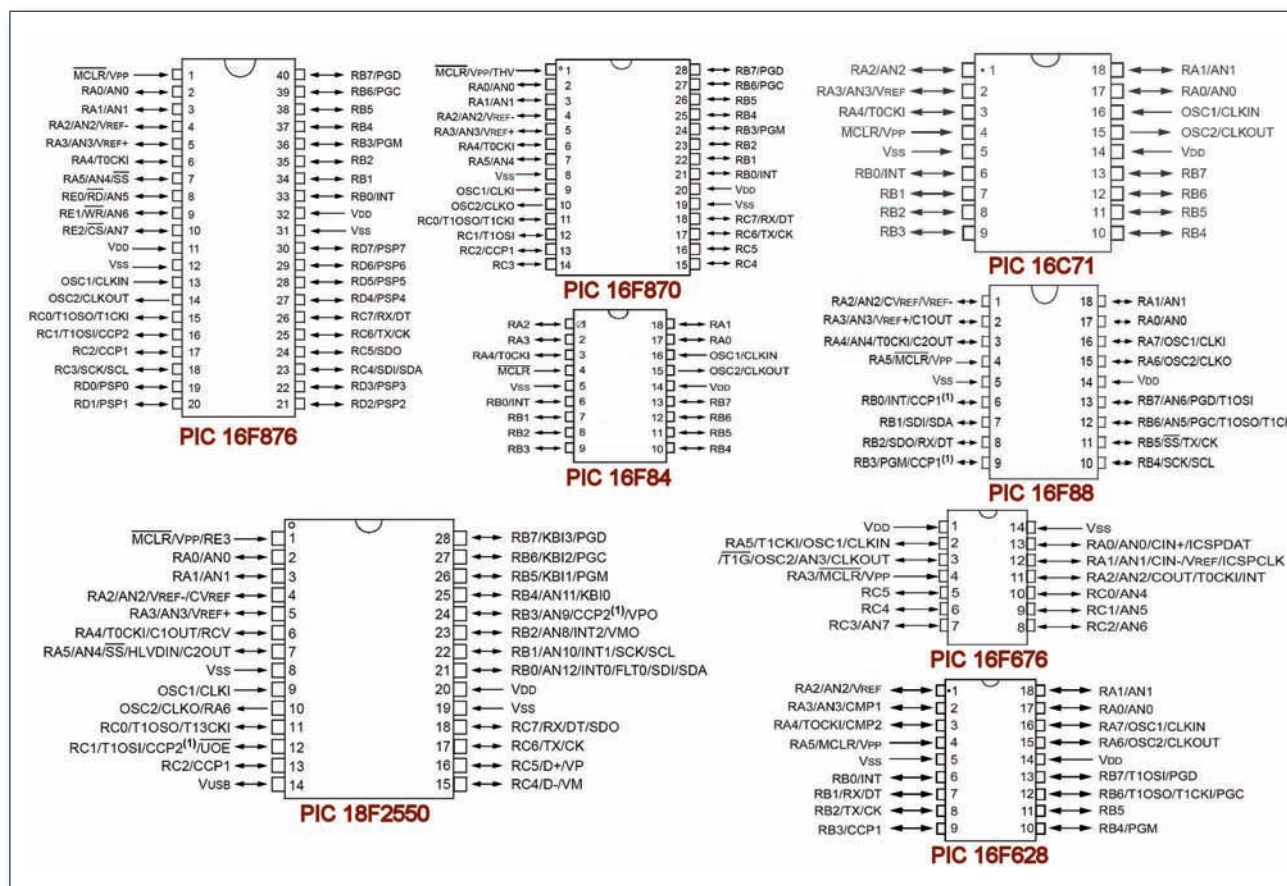 MCLR/VPP 1 40 RB7/PGD
RA0/AN0 2 39 RB6/PGC
RA1/AN1 3 38 RB5
RA2/AN2/VREF- 4 37 RB4
RA3/AN3/VREF+ 5 36 RB3/PGM
RA4/T0CKI 6 35 RB2
RA5/AN4/SS 7 34 RB1
RE0/RD/AN5 8 33 RB0/INT
RE1/WR/AN6 9 32 VDD
RE2/CS/AN7 10 31 VSS
VDD 11 30 RD7/PSP7
VSS 12 29 RD6/PSP6
OSC1/CLKIN 13 28 RD5/PSP5
OSC2/CLKOUT 14 27 RD4/PSP4
RC0/T1OSO/T1CKI 15 26 RC7/RX/DT
RC1/T1OSI/CCP2 16 25 RC6/TX/CK
RC2/CCP1 17 24 RC5/SDO
RC3/SCK/SCL 18 23 RC4/SDI/SDA
RD0/PSP0 19 22 RD3/PSP3
RD1/PSP1 20 21 RD2/PSP2
PIC 16F876
MCLR/VPP/THV 1 28 RB7/PGD
RA0/AN0 2 27 RB6/PGC
RA1/AN1 3 26 RB5
RA2/AN2/VREF- 4 25 RB4
RA3/AN3/VREF+ 5 24 RB3/PGM
RA4/T0CKI 6 23 RB2
RA5/AN4 7 22 RB1
VSS 8 21 RB0/INT
OSC1/CLKI 9 20 VDD
OSC2/CLKO 10 19 VSS
RC0/T1OSO/T1CKI 11 18 RC7/RX/DT
RC1/T1OSI 12 17 RC6/TX/CK
RC2/CCP1 13 16 RC5
RC3 14 15 RC4
PIC 16F870
RA2/AN2 1 18 RA1/AN1
RA3/AN3/VREF 2 17 RA0/AN0
RA4/T0CKI 3 16 OSC1/CLKIN
MCLR/VPP 4 15 OSC2/CLKOUT
VSS 5 14 VDD
RB0/INT 6 13 RB7
RB1 7 12 RB6
RB2 8 11 RB5
RB3 9 10 RB4
PIC 16C71
RA2 1 18 RA1
RA3 2 17 RA0
RA4/T0CKI 3 16 OSC1/CLKIN
MCLR 4 15 OSC2/CLKOUT
VSS 5 14 VDD
RB0/INT 6 13 RB7
RB1 7 12 RB6
RB2 8 11 RB5
RB3 9 10 RB4
PIC 16F84
RA2/AN2/CVREF/VREF- 1 18 RA1/AN1
RA3/AN3/VREF+/C1OUT 2 17 RA0/AN0
RA4/AN4/T0CKI/C2OUT 3 16 RA7/OSC1/CLKI
RA5/MCLR/VPP 4 15 RA6/OSC2/CLKO
VSS 5 14 VDD
RB0/INT/CCP1(1) 6 13 RB7/AN6/PGD/T1OSI
RB1/SDI/SDA 7 12 RB6/AN5/PGC/T1OSO/T1C
RB2/SDO/RX/DT 8 11 RB5/SS/TX/CK
RB3/PGM/CCP1(1) 9 10 RB4/SCK/SCL
PIC 16F88
MCLR/VPP/RE3 1 28 RB7/KBI3/PGD
RA0/AN0 2 27 RB6/KBI2/PGC
RA1/AN1 3 26 RB5/KBI1/PGM
RA2/AN2/VREF-/CVREF 4 25 RB4/AN11/KBI0
RA3/AN3/VREF+ 5 24 RB3/AN9/CCP2(1)/VPO
RA4/T0CKI/C1OUT/RCV 6 23 RB2/AN8/INT2/VMO
RA5/AN4/SS/HLVDIN/C2OUT 7 22 RB1/AN10/INT1/SCK/SCL
VSS 8 21 RB0/AN12/INT0/FLT0/SDI/SDA
OSC1/CLKI 9 20 VDD
OSC2/CLKO/RA6 10 19 VSS
RC0/T1OSO/T13CKI 11 18 RC7/RX/DT/SDO
RC1/T1OSI/CCP2(1)/UOE 12 17 RC6/TX/CK
RC2/CCP1 13 16 RC5/D+/VP
VUSB 14 15 RC4/D-/VM
PIC 18F2550
VDD 1 14 VSS
RA5/T1CKI/OSC1/CLKIN 2 13 RA0/AN0/CIN+/ICSPDAT
/T1G/OSC2/AN3/CLKOUT 3 12 RA1/AN1/CIN-/VREF/ICSPCLK
RA3/MCLR/VPP 4 11 RA2/AN2/COUT/T0CKI/INT
RC5 5 10 RC0/AN4
RC4 6 9 RC1/AN5
RC3/AN7 7 8 RC2/AN6
PIC 16F676
RA2/AN2/VREF 1 18 RA1/AN1
RA3/AN3/CMP1 2 17 RA0/AN0
RA4/TOCKI/CMP2 3 16 RA7/OSC1/CLKIN
RA5/MCLR/VPP 4 15 RA6/OSC2/CLKOUT
VSS 5 14 VDD
RB0/INT 6 13 RB7/T1OSI/PGD
RB1/RX/DT 7 12 RB6/T1OSO/T1CKI/PGC
RB2/TX/CK 8 11 RB5
RB3/CCP1 9 10 RB4/PGM
PIC 16F628